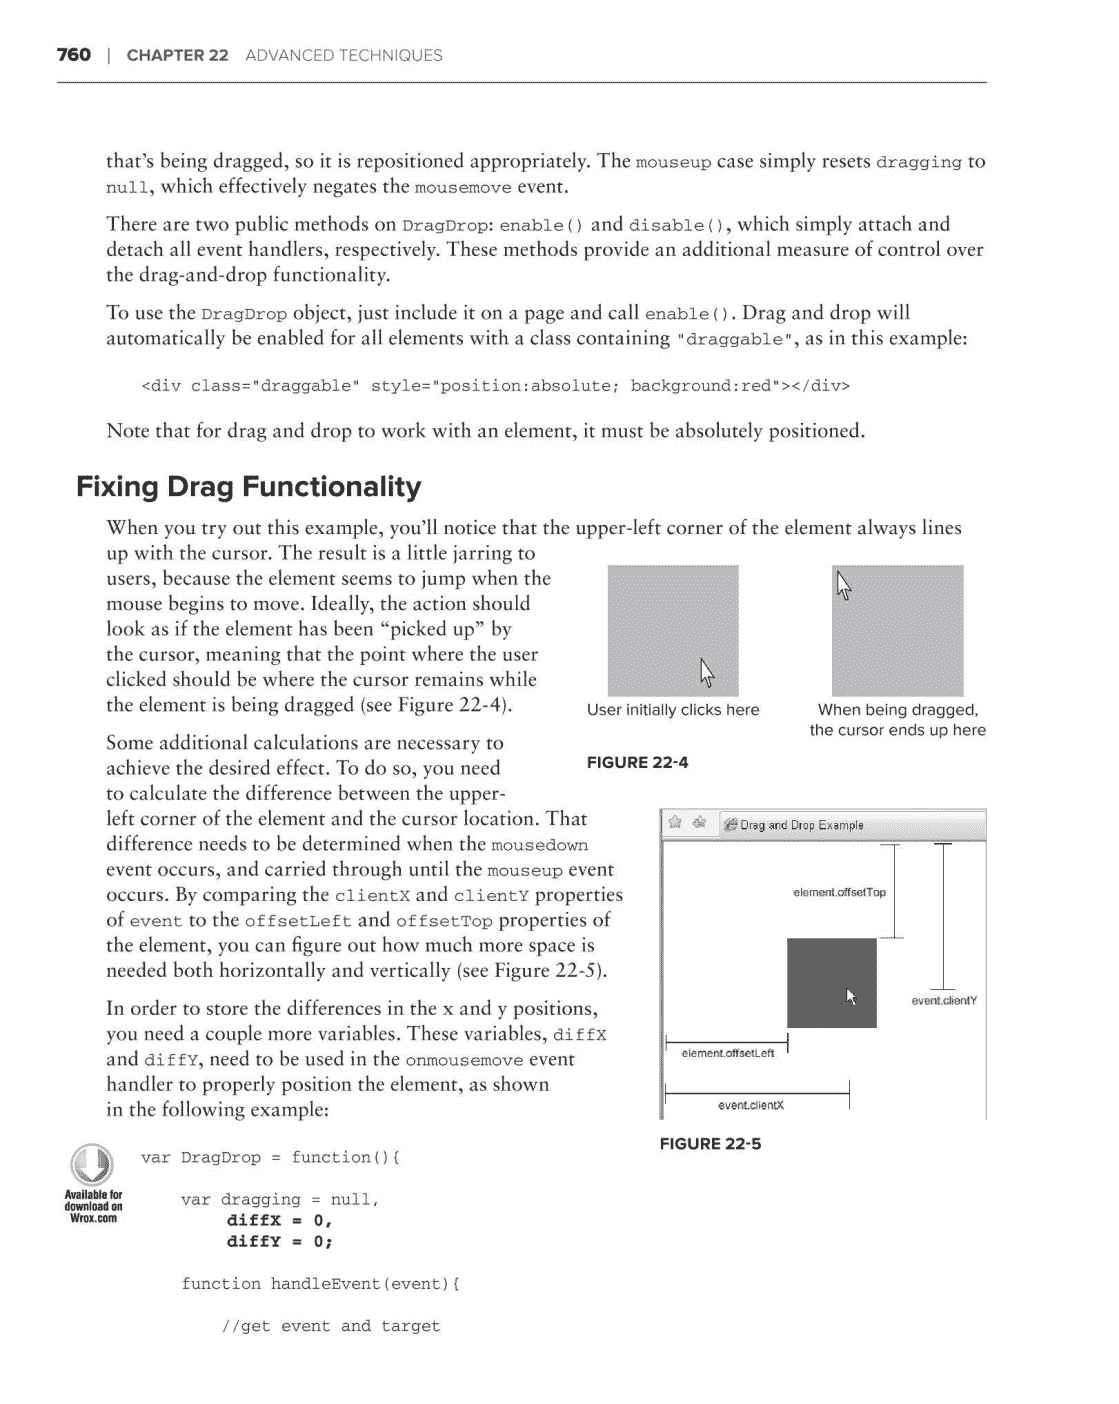 760 | CHAPTER 22 ADVANCED TECHNIQUES
that’s being dragged, so it is repositioned appropriately. The mouseup case simply resets dragging to
null, which effectively negates the mousemove event.
There are two public methods on DragDrop: enable() and disable(), which simply attach and
detach all event handlers, respectively. These methods provide an additional measure of control over
the drag-and-drop functionality.
To use the DragDrop object, just include it on a page and call enable(). Drag and drop will
automatically be enabled for all elements with a class containing "draggable", as in this example:
<div class="draggable" style="position:absolute; background:red"></div>
Note that for drag and drop to work with an element, it must be absolutely positioned.
Fixing Drag Functionality
When you try out this example, you’ll notice that the upper-left corner of the element always lines
up with the cursor. The result is a little jarring to
users, because the element seems to jump when the
mouse begins to move. Ideally, the action should
look as if the element has been “picked up” by
the cursor, meaning that the point where the user
clicked should be where the cursor remains while
the element is being dragged (see Figure 22-4).
User initially clicks here
When being dragged,
the cursor ends up here
FIGURE 22-4
Some additional calculations are necessary to
achieve the desired effect. To do so, you need
to calculate the difference between the upper-
left corner of the element and the cursor location. That
difference needs to be determined when the mousedown
event occurs, and carried through until the mouseup event
occurs. By comparing the clientX and clientY properties
of event to the offsetLeft and offsetTop properties of
the element, you can figure out how much more space is
needed both horizontally and vertically (see Figure 22-5).
Drag and Drop Example
element.offsetTop
event.clientY
element.offsetLeft
event.clientX
FIGURE 22-5
In order to store the differences in the x and y positions,
you need a couple more variables. These variables, diffX
and diffY, need to be used in the onmousemove event
handler to properly position the element, as shown
in the following example:
Available for
download on
Wrox.com
var DragDrop = function(){
var dragging = null,
diffX = 0,
diffY = 0;
function handleEvent(event){
//get event and target